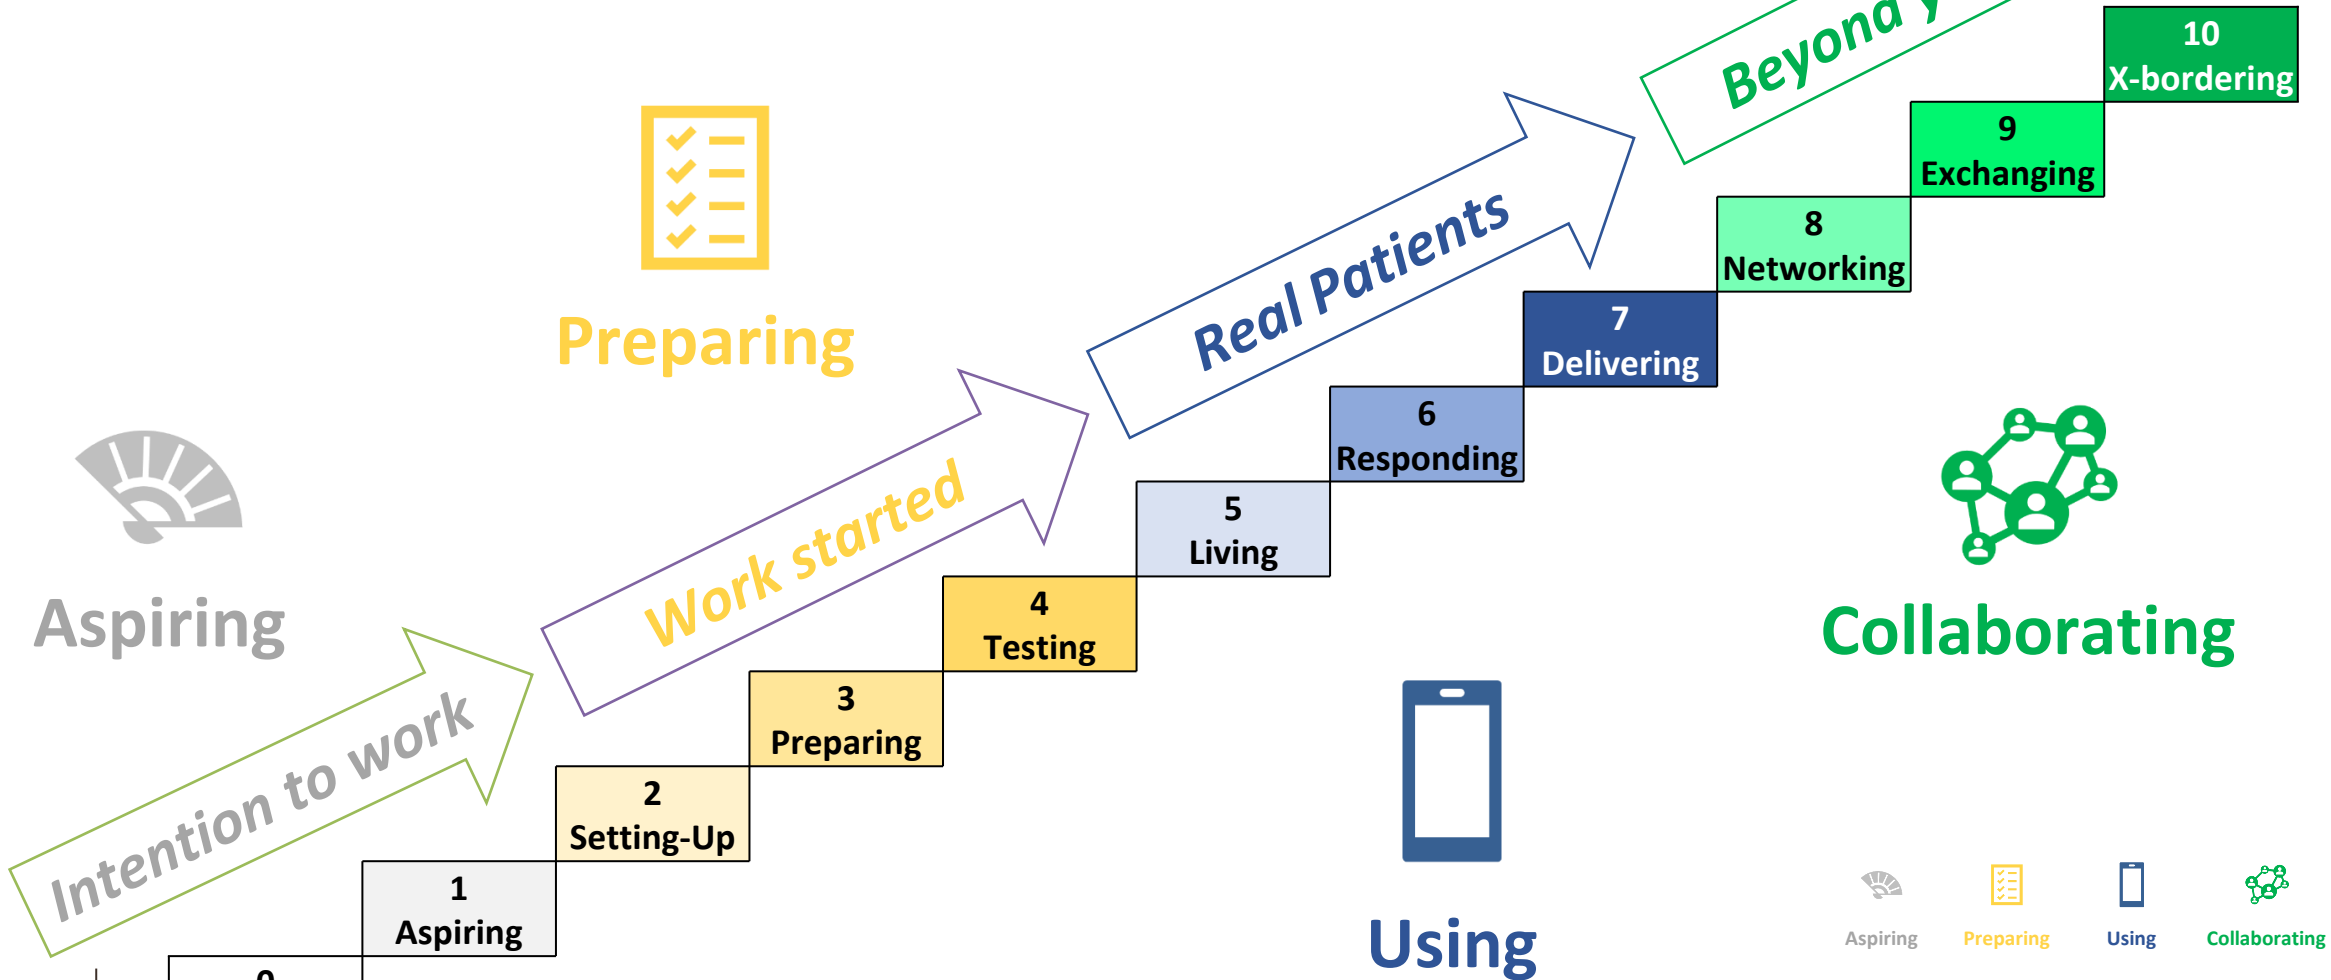 Beyond
10
X-bordering
9
Exchanging
8
Networking
Real Patients
7
Delivering
Preparing
6
Responding
5
Living
Work started
4
Testing
Collaborating
Aspiring
3
Preparing
Intention to work
2
Setting-Up
1
Aspiring
Using
0
Aspiring
Preparing
Using
Collaborating